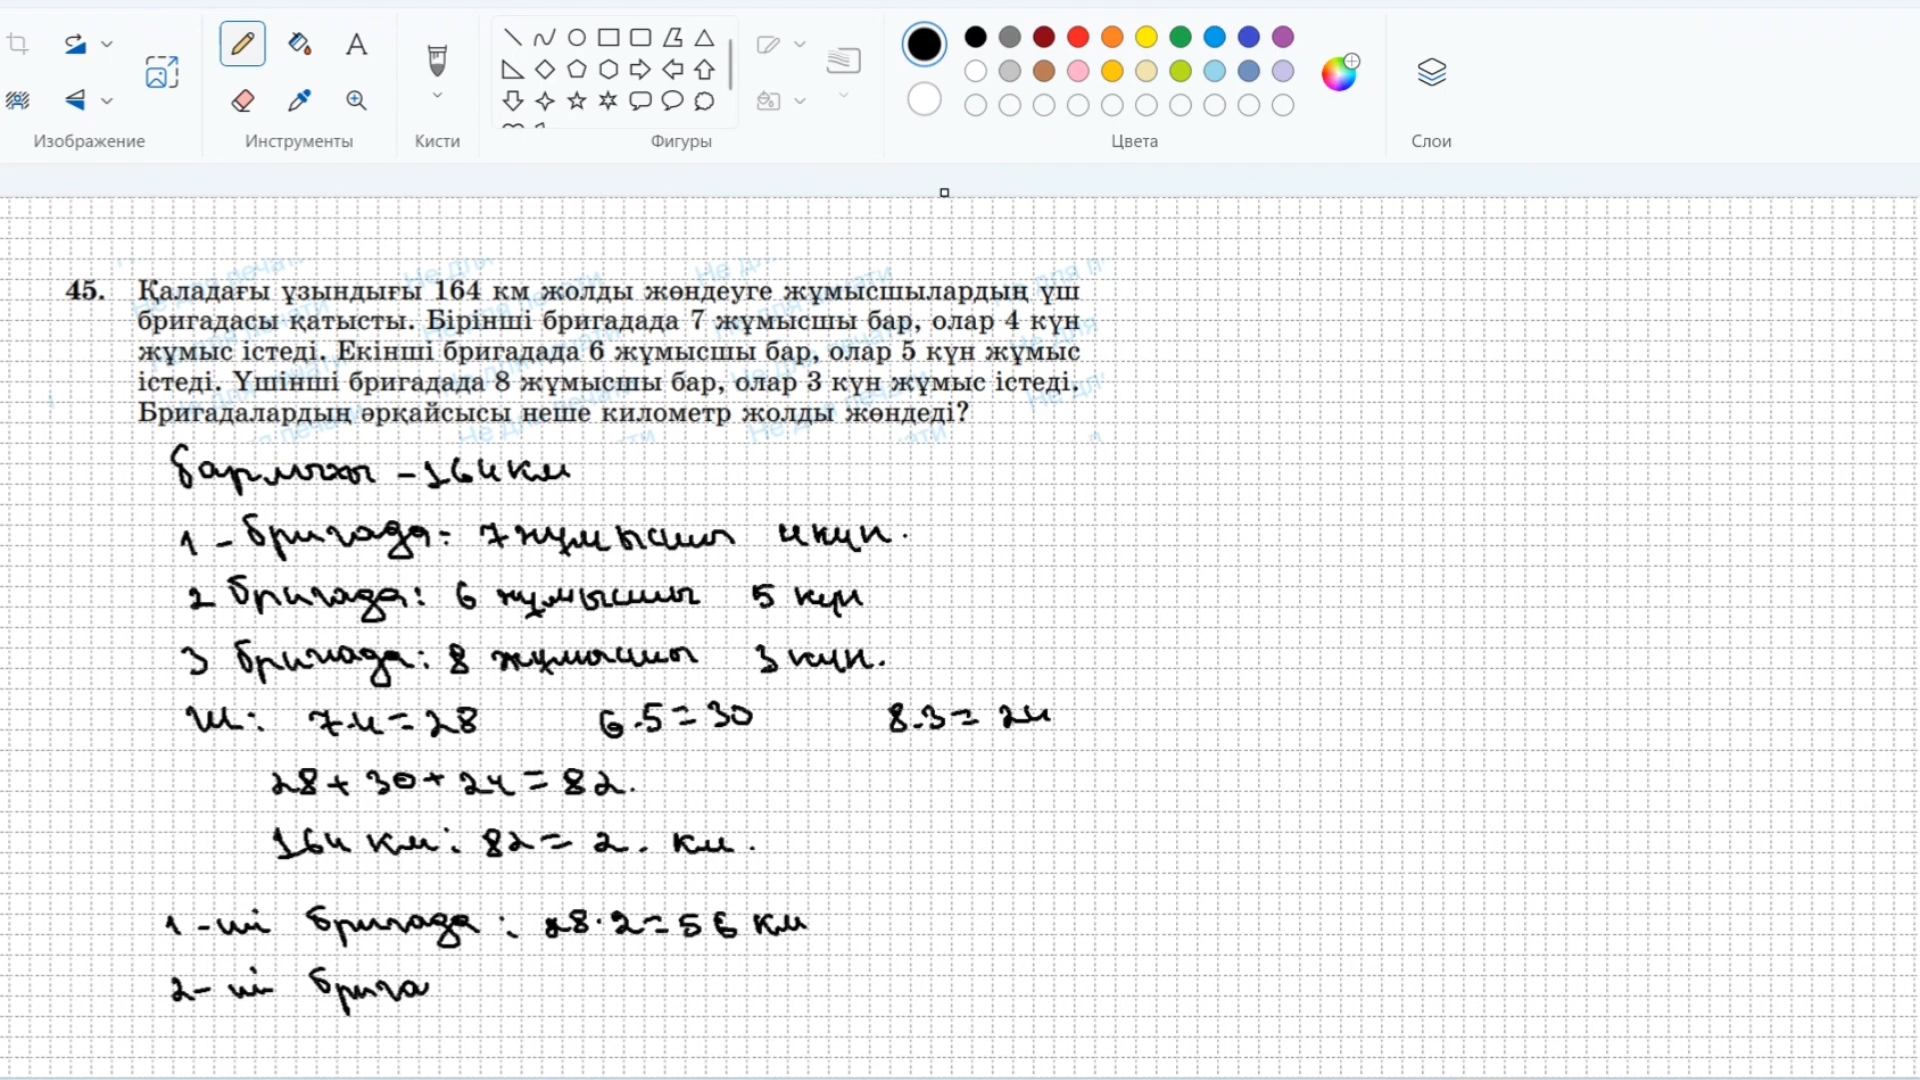 Изображение
Инструменты
Кисти
Фигуры
Цвета
Слои
45. Қаладағы ұзындығы 164 км жолды жөндеуге жұмысшылардың үш
бригадасы қатысты. Бірінші бригадада 7 жұмысшы бар, олар 4 күн
жұмыс істеді. Екінші бригадада 6 жұмысшы бар, олар 5 күн жұмыс
істеді. Үшінші бригадада 8 жұмысшы бар, олар 3 күн жұмыс істеді.
Бригадалардың әрқайсысы неше километр жолды жөндеді?
барлығы - 164 км
1 - бригада: 7 жұмысшы 4 күн.
2 бригада: 6 жұмысшы 5 күн
3 бригада: 8 жұмысшы 3 күн.
Ш: 7·4=28 6·5=30 8·3=24
28+30+24=82.
164 км : 82 = 2. км.
1-ші бригада: 28·2=56 км
2-ші брига